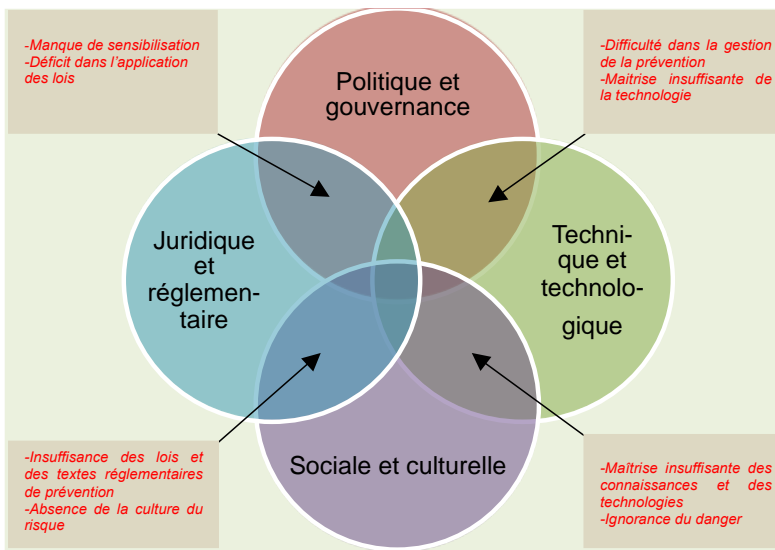 -Manque de sensibilisation
-Déficit dans l'application
des lois
-Difficulté dans la gestion
de la prévention
-Maitrise insuffisante de
la technologie
Politique et
gouvernance
Juridique
et
réglemen-
taire
Techni-
que et
technolo-
gique
Sociale et culturelle
-Insuffisance des lois et
des textes réglementaires
de prévention
-Absence de la culture du
risque
-Maîtrise insuffisante des
connaissances et des
technologies
-Ignorance du danger